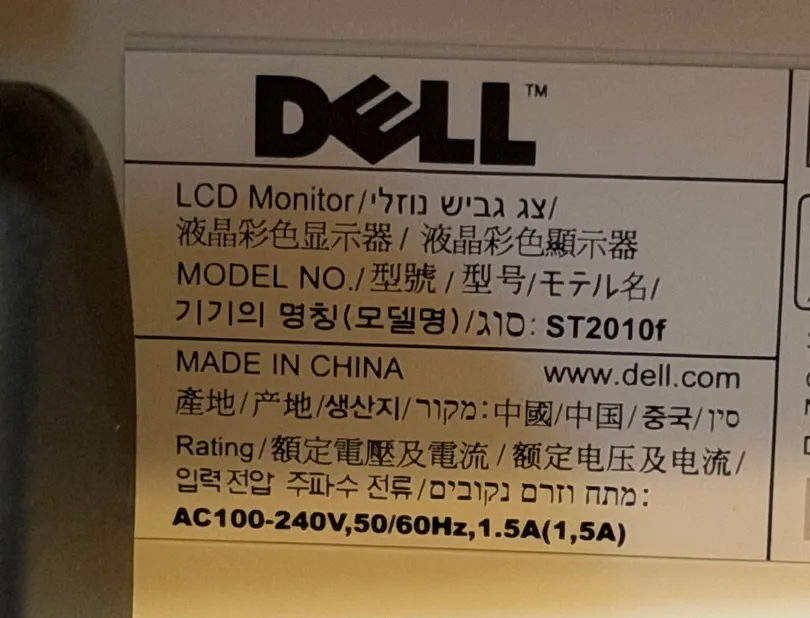 DELL™
LCD Monitor/צג גביש נוזלי/
液晶彩色显示器/ 液晶彩色顯示器
MODEL NO./型號/型号/モテル名/
기기의 명칭(모델명)/סוג: ST2010f
MADE IN CHINA www.dell.com
產地/产地/생산지/מקור:中國/中国/중국/סין
Rating/額定電壓及電流/额定电压及电流/
입력전압 주파수 전류/מתח וזרם נקובים:
AC100-240V,50/60Hz,1.5A(1,5A)